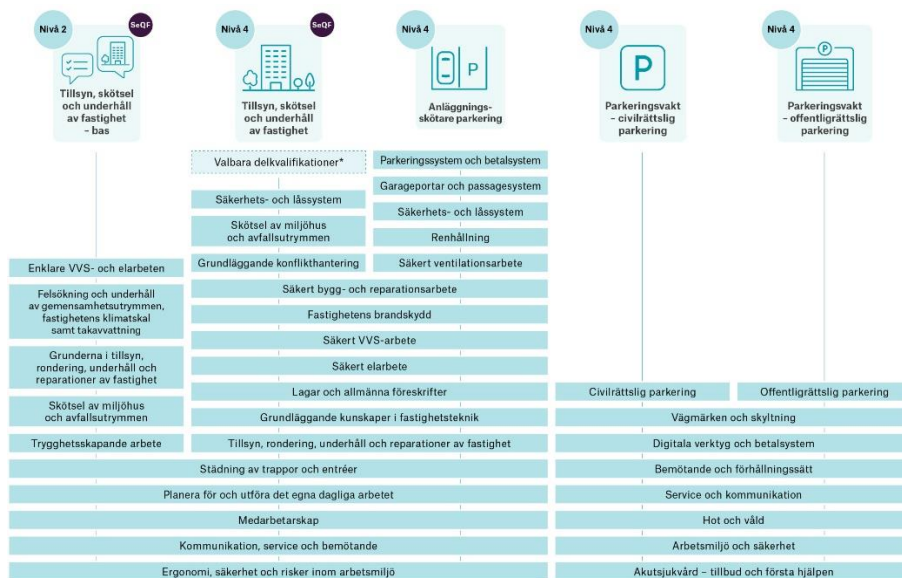 Nivå 2
SeQF
Tillsyn, skötsel
och underhåll
av fastighet
– bas
Nivå 4
SeQF
Tillsyn, skötsel
och underhåll
av fastighet
Nivå 4
P
Anläggnings-
skötare parkering
Nivå 4
P
Parkeringsvakt
– civilrättslig
parkering
Nivå 4
P
Parkeringsvakt
– offentligrättslig
parkering
Valbara delkvalifikationer*
Säkerhets- och låssystem
Skötsel av miljöhus
och avfallsutrymmen
Grundläggande konflikthantering
Parkeringssystem och betalsystem
Garageportar och passagesystem
Säkerhets- och låssystem
Renhållning
Säkert ventilationsarbete
Enklare VVS- och elarbeten
Felsökning och underhåll
av gemensamhetsutrymmen,
fastighetens klimatskal
samt takavvattning
Grunderna i tillsyn,
rondering, underhåll och
reparationer av fastighet
Skötsel av miljöhus
och avfallsutrymmen
Trygghetsskapande arbete
Säkert bygg- och reparationsarbete
Fastighetens brandskydd
Säkert VVS-arbete
Säkert elarbete
Lagar och allmänna föreskrifter
Grundläggande kunskaper i fastighetsteknik
Tillsyn, rondering, underhåll och reparationer av fastighet
Städning av trappor och entréer
Planera för och utföra det egna dagliga arbetet
Medarbetarskap
Kommunikation, service och bemötande
Ergonomi, säkerhet och risker inom arbetsmiljö
Civilrättslig parkering
Offentligrättslig parkering
Vägmärken och skyltning
Digitala verktyg och betalsystem
Bemötande och förhållningssätt
Service och kommunikation
Hot och våld
Arbetsmiljö och säkerhet
Akutsjukvård – tillbud och första hjälpen